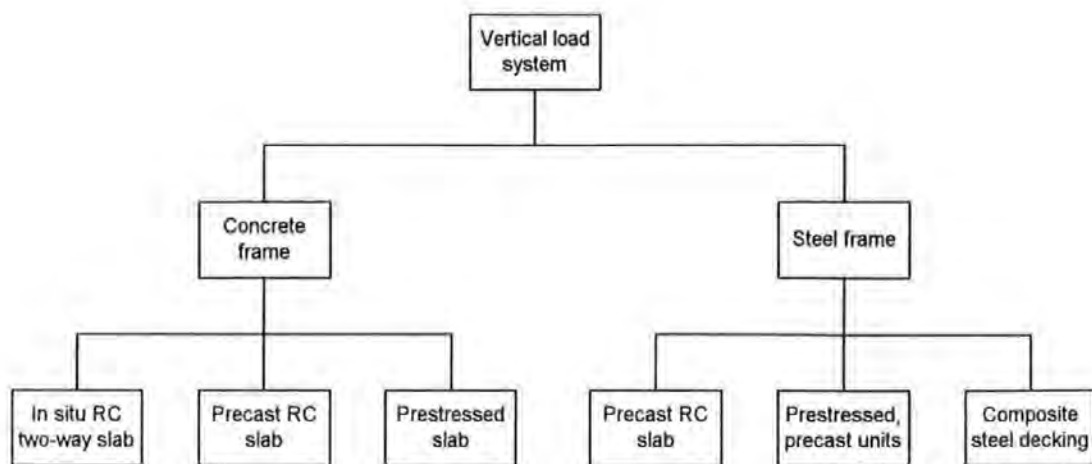 Vertical load
system
Concrete
frame
Steel frame
In situ RC
two-way slab
Precast RC
slab
Prestressed
slab
Precast RC
slab
Prestressed,
precast units
Composite
steel decking